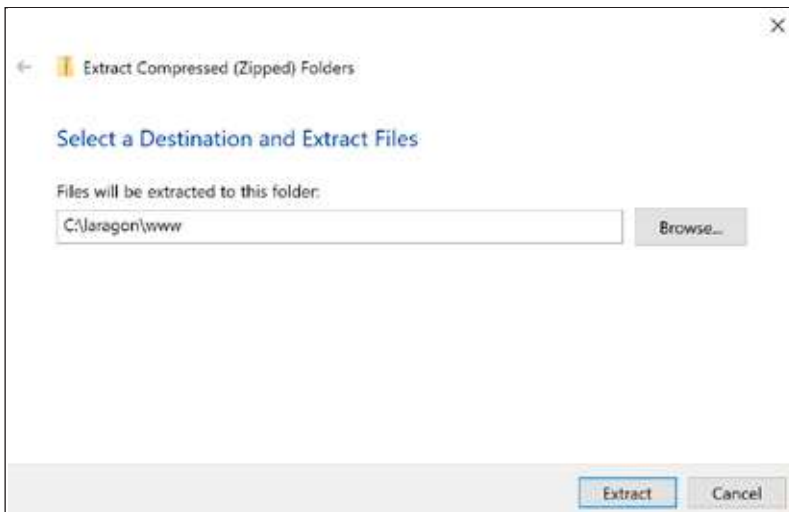 Extract Compressed (Zipped) Folders
Select a Destination and Extract Files
Files will be extracted to this folder:
C:\laragon\www
Browse...
Extract
Cancel